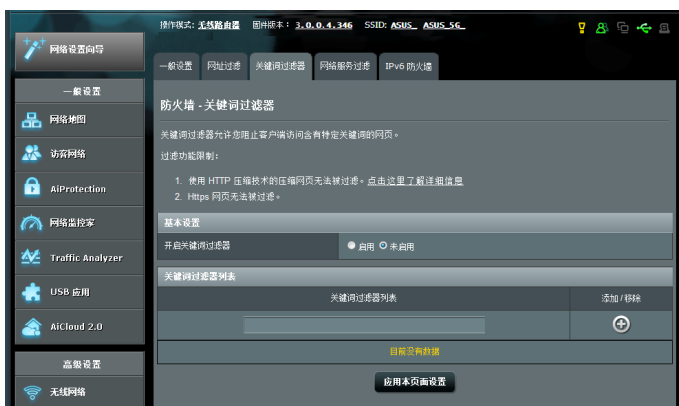 操作模式: 无线路由器 固件版本: 3.0.0.4.346 SSID: ASUS_ ASUS_5G_
网络设置向导
一般设置
网络地图
访客网络
AiProtection
网络监控家
Traffic Analyzer
USB 应用
AiCloud 2.0
高级设置
无线网络
一般设置 网址过滤 关键词过滤器 网络服务过滤 IPv6 防火墙
防火墙 - 关键词过滤器
关键词过滤器允许您阻止客户端访问含有特定关键词的网页。
过滤功能限制:
1. 使用 HTTP 压缩技术的压缩网页无法被过滤。点击这里了解详细信息
2. Https 网页无法被过滤。
基本设置
开启关键词过滤器 启用 未启用
关键词过滤器列表
关键词过滤器列表 添加 / 移除
目前没有数据
应用本页面设置